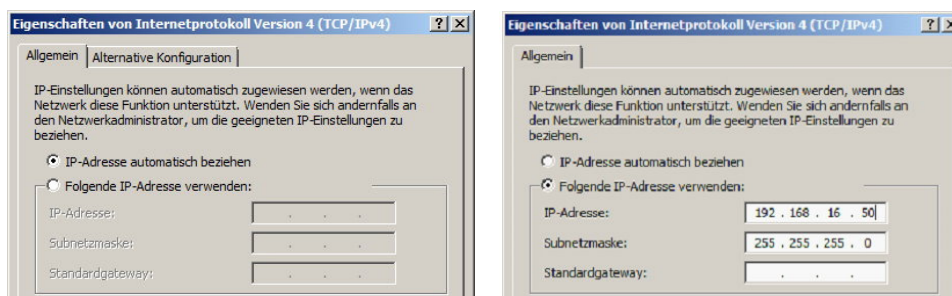 Eigenschaften von Internetprotokoll Version 4 (TCP/IPv4)
Allgemein Alternative Konfiguration
IP-Einstellungen können automatisch zugewiesen werden, wenn das
Netzwerk diese Funktion unterstützt. Wenden Sie sich andernfalls an
den Netzwerkadministrator, um die geeigneten IP-Einstellungen zu
beziehen.
IP-Adresse automatisch beziehen
Folgende IP-Adresse verwenden:
IP-Adresse:
Subnetzmaske:
Standardgateway:
Eigenschaften von Internetprotokoll Version 4 (TCP/IPv4)
Allgemein
IP-Einstellungen können automatisch zugewiesen werden, wenn das
Netzwerk diese Funktion unterstützt. Wenden Sie sich andernfalls an
den Netzwerkadministrator, um die geeigneten IP-Einstellungen zu
beziehen.
IP-Adresse automatisch beziehen
Folgende IP-Adresse verwenden:
IP-Adresse: 192 . 168 . 16 . 50
Subnetzmaske: 255 . 255 . 255 . 0
Standardgateway: